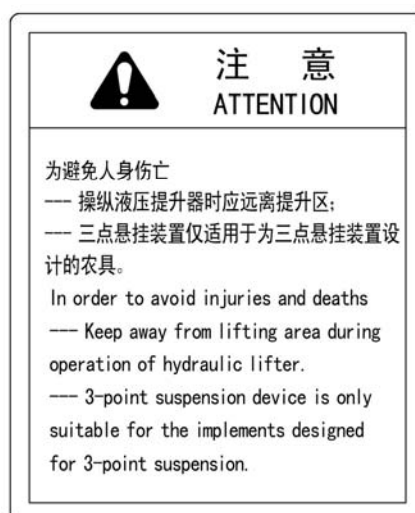 注 意
ATTENTION
为避免人身伤亡
--- 操纵液压提升器时应远离提升区;
--- 三点悬挂装置仅适用于为三点悬挂装置设
计的农具。
In order to avoid injuries and deaths
--- Keep away from lifting area during
operation of hydraulic lifter.
--- 3-point suspension device is only
suitable for the implements designed
for 3-point suspension.